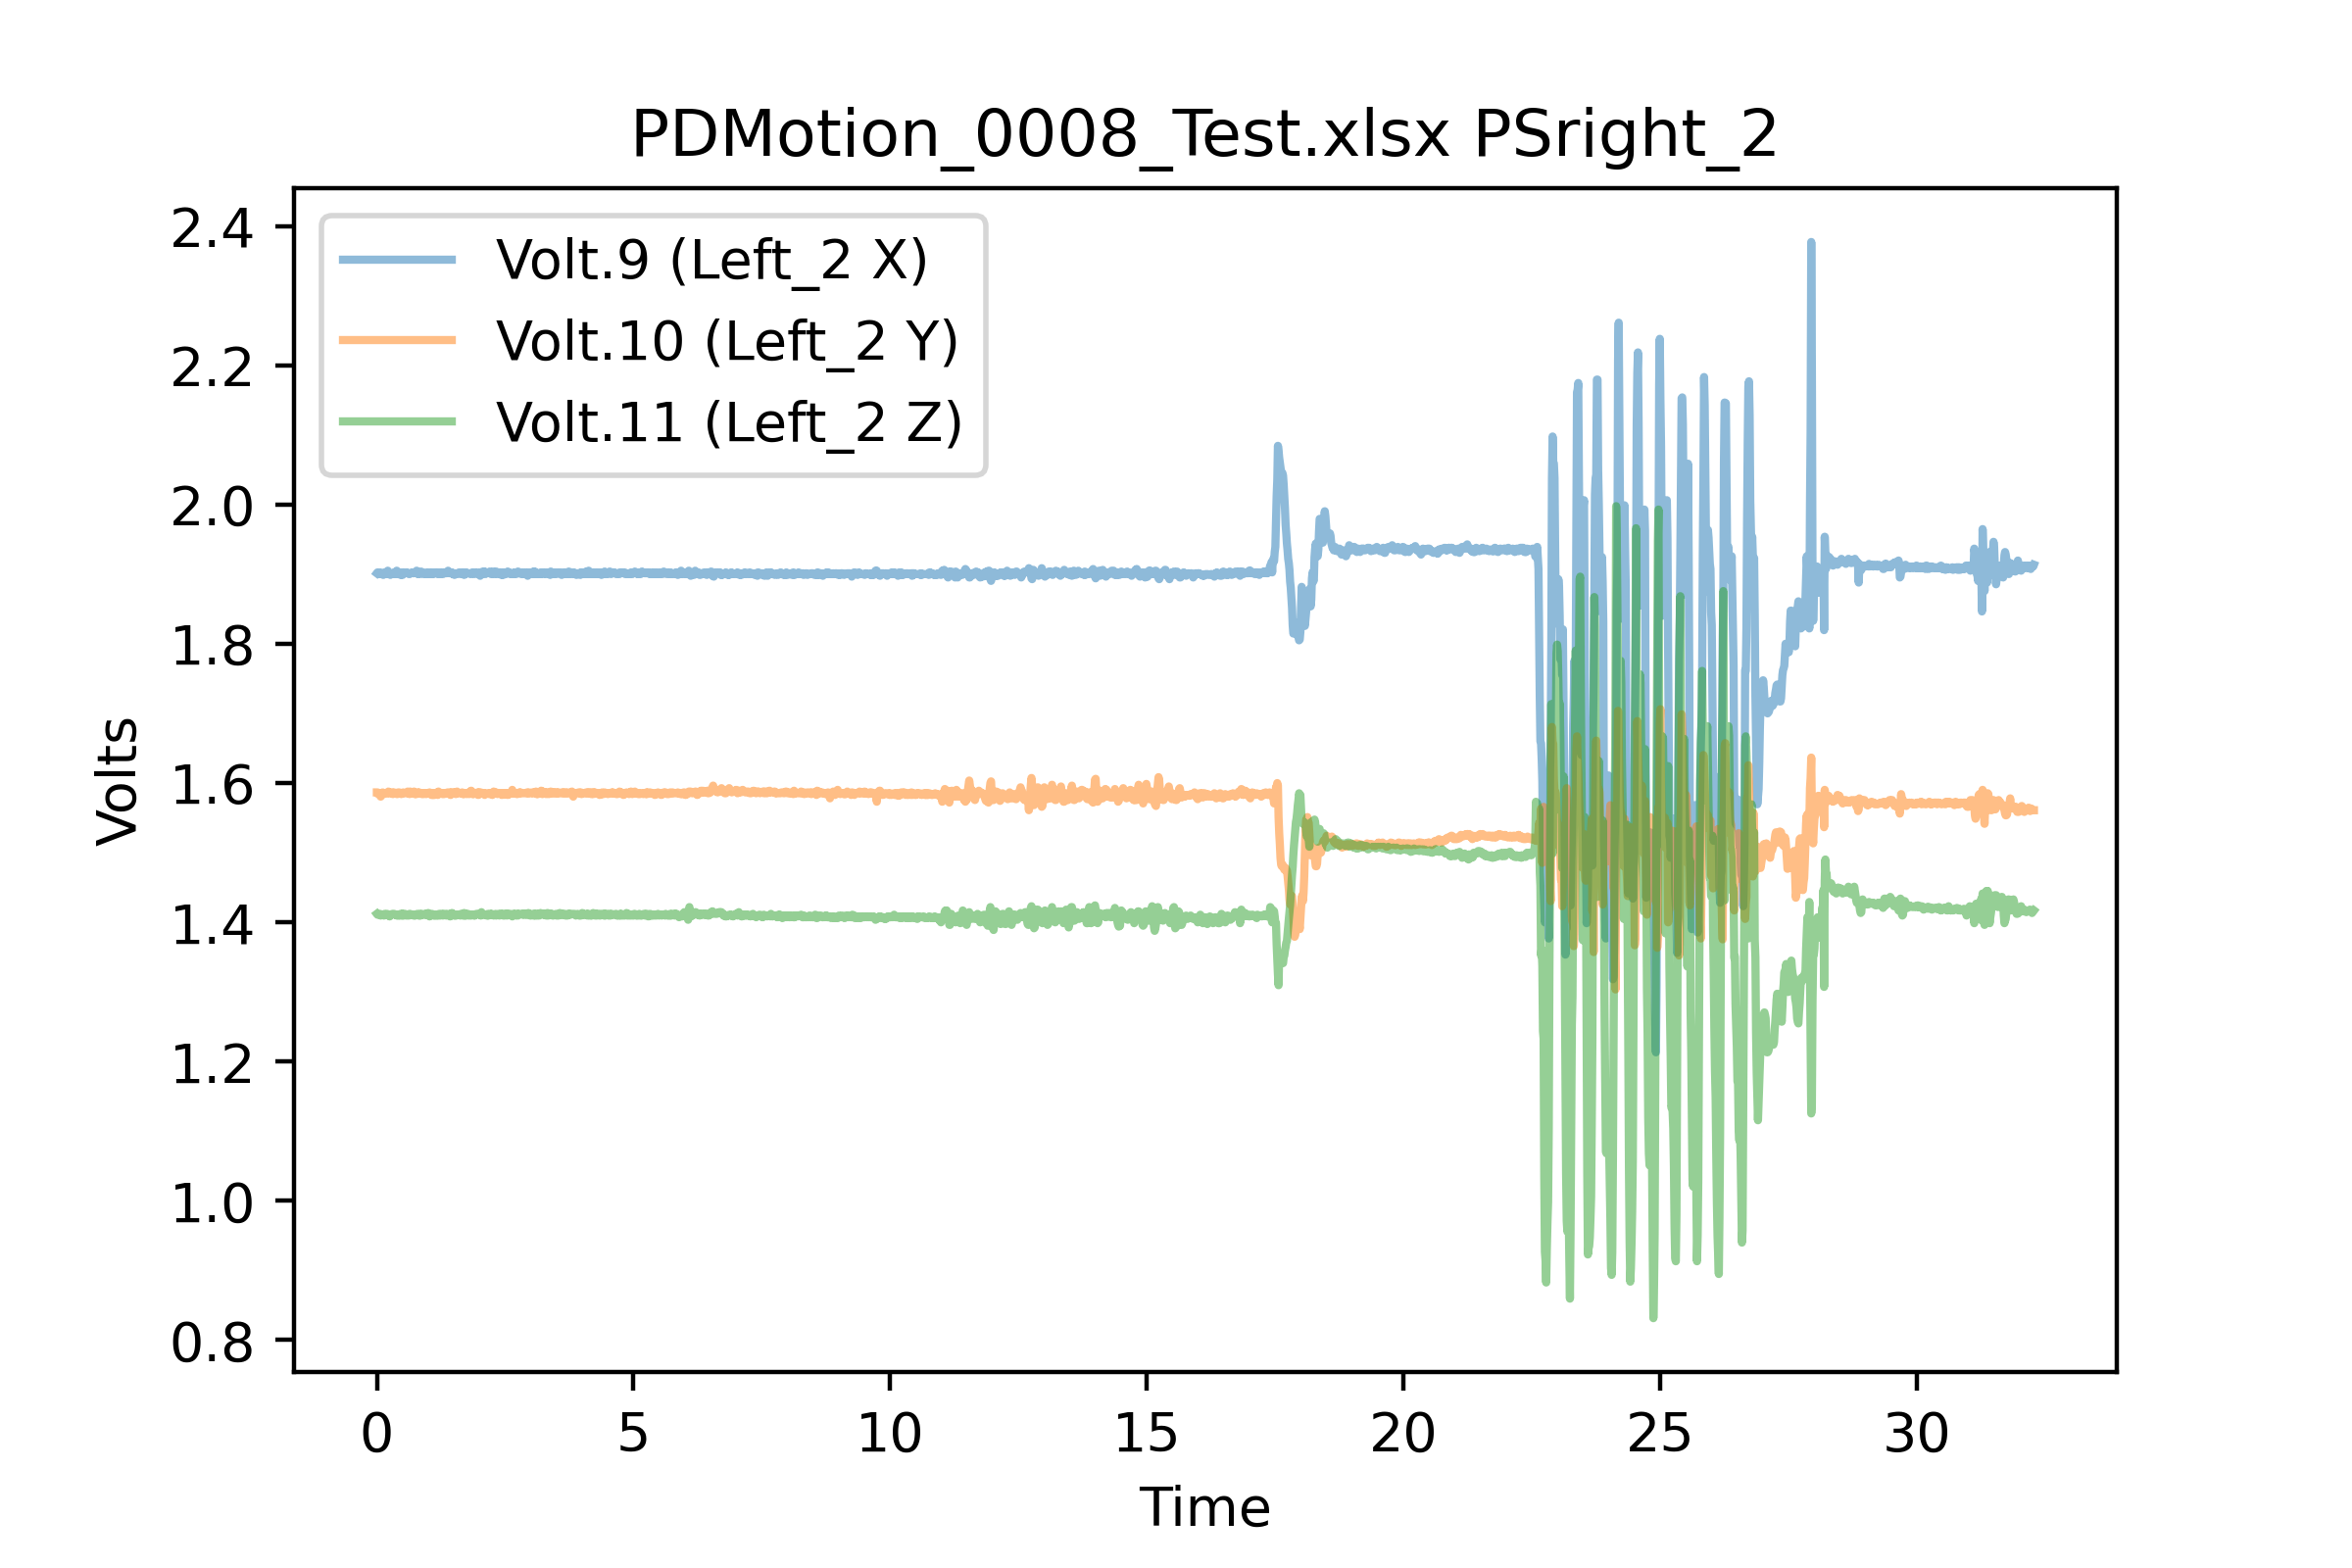 PDMotion_0008_Test.xlsx PSright_2
Volt.9 (Left_2 X)
Volt.10 (Left_2 Y)
Volt.11 (Left_2 Z)
2.4
2.2
2.0
1.8
1.6
1.4
1.2
1.0
0.8
Volts
0 5 10 15 20 25 30
Time